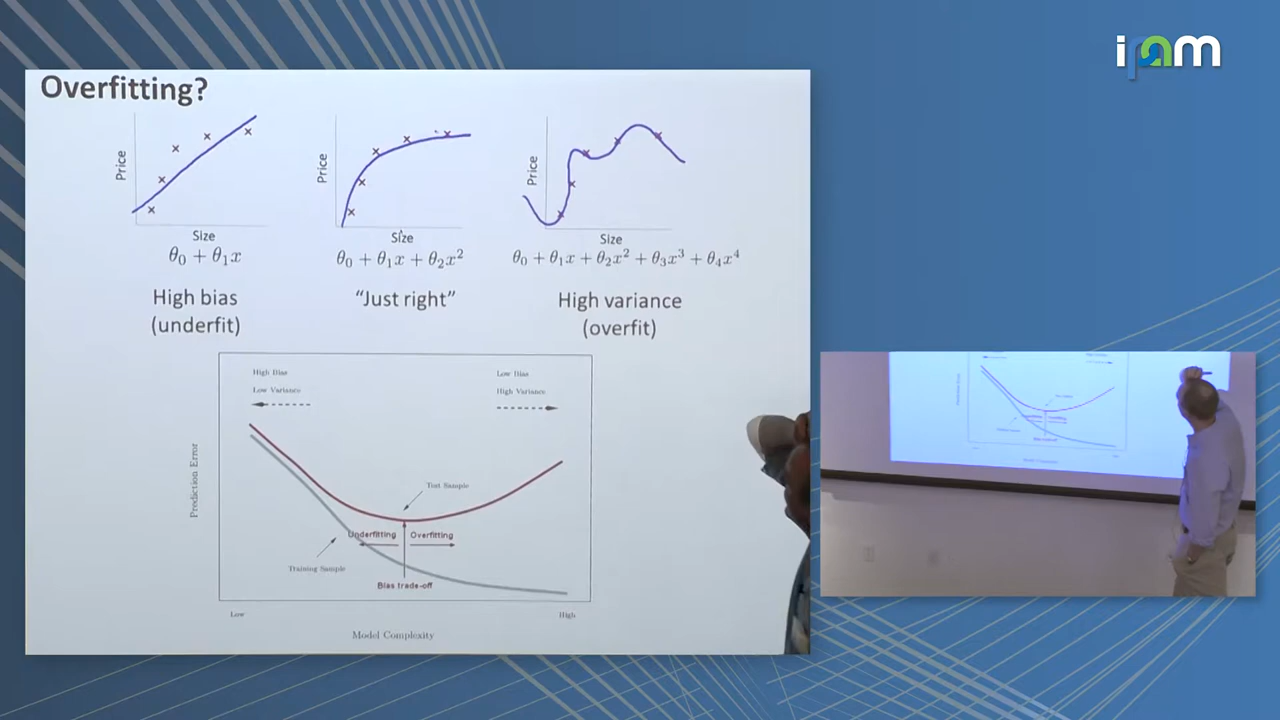 ipam
Overfitting?
Price
Size
θ₀ + θ₁x
High bias
(underfit)
Price
Size
θ₀ + θ₁x + θ₂x²
“Just right”
Price
Size
θ₀ + θ₁x + θ₂x² + θ₃x³ + θ₄x⁴
High variance
(overfit)
High Bias
Low Variance
Low Bias
High Variance
Prediction Error
Test Sample
Underfitting
Overfitting
Training Sample
Bias trade-off
Low
High
Model Complexity